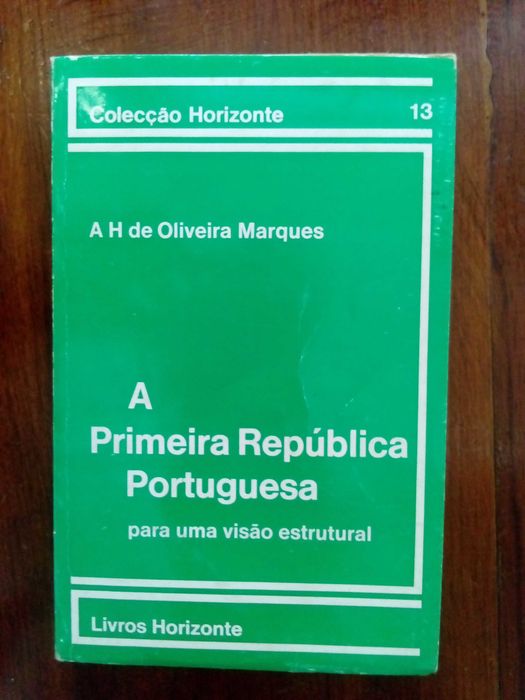 Colecção Horizonte 13
A H de Oliveira Marques
A
Primeira República
Portuguesa
para uma visão estrutural
Livros Horizonte